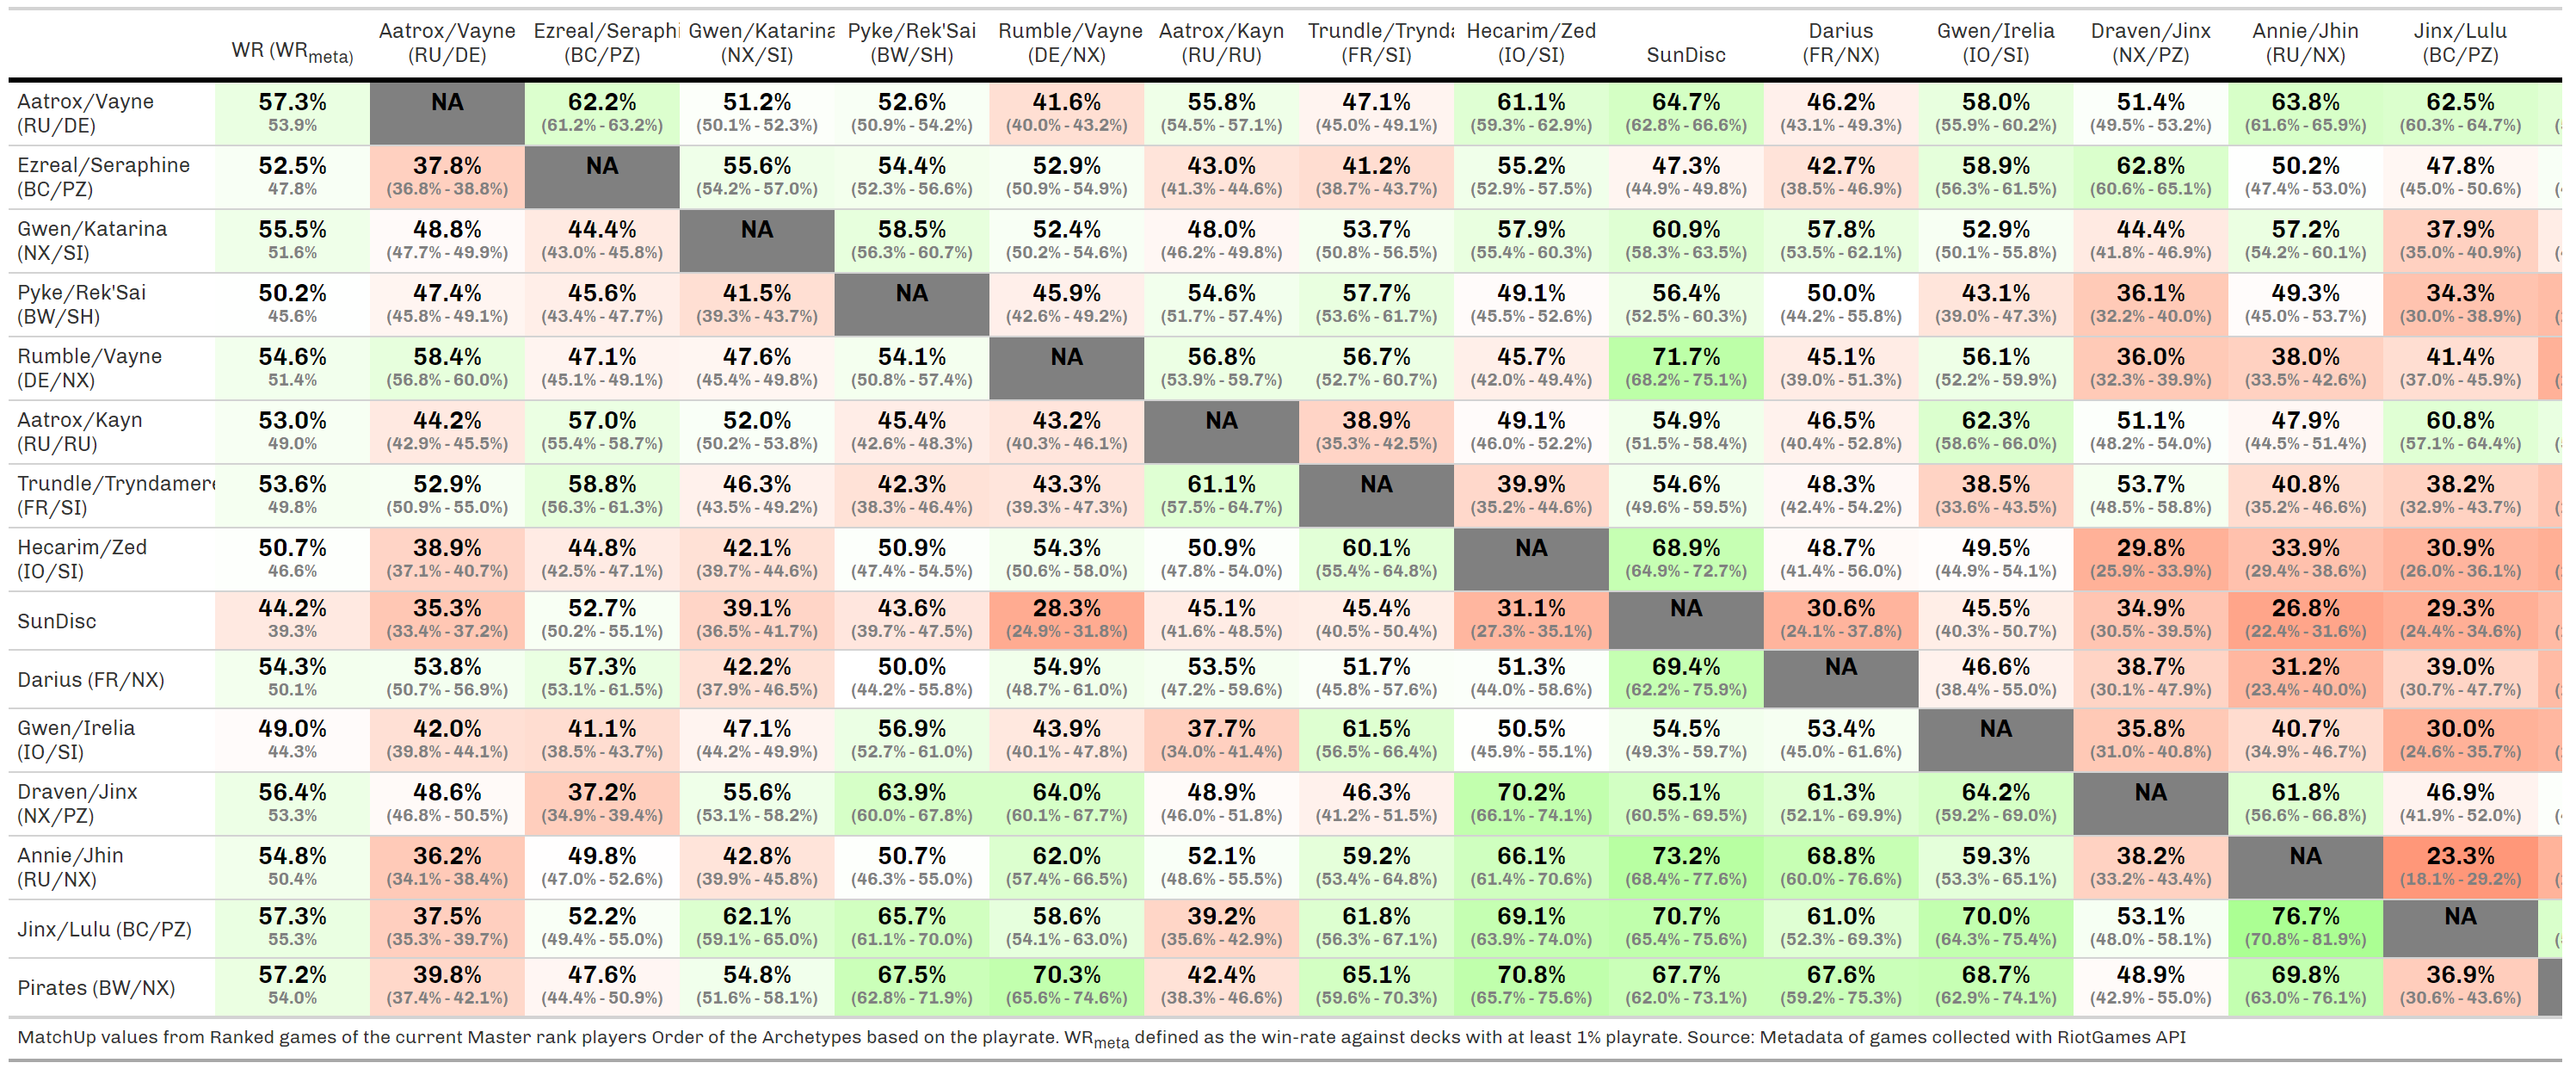 WR (WRmeta) Aatrox/Vayne (RU/DE) Ezreal/Seraphi (BC/PZ) Gwen/Katarina (NX/SI) Pyke/Rek'Sai (BW/SH) Rumble/Vayne (DE/NX) Aatrox/Kayn (RU/RU) Trundle/Trynda (FR/SI) Hecarim/Zed (IO/SI) SunDisc Darius (FR/NX) Gwen/Irelia (IO/SI) Draven/Jinx (NX/PZ) Annie/Jhin (RU/NX) Jinx/Lulu (BC/PZ)
Aatrox/Vayne 57.3% NA 62.2% 51.2% 52.6% 41.6% 55.8% 47.1% 61.1% 64.7% 46.2% 58.0% 51.4% 63.8% 62.5%
(RU/DE) 53.9% (61.2% - 63.2%) (50.1% - 52.3%) (50.9% - 54.2%) (40.0% - 43.2%) (54.5% - 57.1%) (45.0% - 49.1%) (59.3% - 62.9%) (62.8% - 66.6%) (43.1% - 49.3%) (55.9% - 60.2%) (49.5% - 53.2%) (61.6% - 65.9%) (60.3% - 64.7%)
Ezreal/Seraphine 52.5% 37.8% NA 55.6% 54.4% 52.9% 43.0% 41.2% 55.2% 47.3% 42.7% 58.9% 62.8% 50.2% 47.8%
(BC/PZ) 47.8% (36.8% - 38.8%) (54.2% - 57.0%) (52.3% - 56.6%) (50.9% - 54.9%) (41.3% - 44.6%) (38.7% - 43.7%) (52.9% - 57.5%) (44.9% - 49.8%) (38.5% - 46.9%) (56.3% - 61.5%) (60.6% - 65.1%) (47.4% - 53.0%) (45.0% - 50.6%)
Gwen/Katarina 55.5% 48.8% 44.4% NA 58.5% 52.4% 48.0% 53.7% 57.9% 60.9% 57.8% 52.9% 44.4% 57.2% 37.9%
(NX/SI) 51.6% (47.7% - 49.9%) (43.0% - 45.8%) (56.3% - 60.7%) (50.2% - 54.6%) (46.2% - 49.8%) (50.8% - 56.5%) (55.4% - 60.3%) (58.3% - 63.5%) (53.5% - 62.1%) (50.1% - 55.8%) (41.8% - 46.9%) (54.2% - 60.1%) (35.0% - 40.9%)
Pyke/Rek'Sai 50.2% 47.4% 45.6% 41.5% NA 45.9% 54.6% 57.7% 49.1% 56.4% 50.0% 43.1% 36.1% 49.3% 34.3%
(BW/SH) 45.6% (45.8% - 49.1%) (43.4% - 47.7%) (39.3% - 43.7%) (42.6% - 49.2%) (51.7% - 57.4%) (53.6% - 61.7%) (45.5% - 52.6%) (52.5% - 60.3%) (44.2% - 55.8%) (39.0% - 47.3%) (32.2% - 40.0%) (45.0% - 53.7%) (30.0% - 38.9%)
Rumble/Vayne 54.6% 58.4% 47.1% 47.6% 54.1% NA 56.8% 56.7% 45.7% 71.7% 45.1% 56.1% 36.0% 38.0% 41.4%
(DE/NX) 51.4% (56.8% - 60.0%) (45.1% - 49.1%) (45.4% - 49.8%) (50.8% - 57.4%) (53.9% - 59.7%) (52.7% - 60.7%) (42.0% - 49.4%) (68.2% - 75.1%) (39.0% - 51.3%) (52.2% - 59.9%) (32.3% - 39.9%) (33.5% - 42.6%) (37.0% - 45.9%)
Aatrox/Kayn 53.0% 44.2% 57.0% 52.0% 45.4% 43.2% NA 38.9% 49.1% 54.9% 46.5% 62.3% 51.1% 47.9% 60.8%
(RU/RU) 49.0% (42.9% - 45.5%) (55.4% - 58.7%) (50.2% - 53.8%) (42.6% - 48.3%) (40.3% - 46.1%) (35.3% - 42.5%) (46.0% - 52.2%) (51.5% - 58.4%) (40.4% - 52.8%) (58.6% - 66.0%) (48.2% - 54.0%) (44.5% - 51.4%) (57.1% - 64.4%)
Trundle/Tryndamere 53.6% 52.9% 58.8% 46.3% 42.3% 43.3% 61.1% NA 39.9% 54.6% 48.3% 38.5% 53.7% 40.8% 38.2%
(FR/SI) 49.8% (50.9% - 55.0%) (56.3% - 61.3%) (43.5% - 49.2%) (38.3% - 46.4%) (39.3% - 47.3%) (57.5% - 64.7%) (35.2% - 44.6%) (49.6% - 59.5%) (42.4% - 54.2%) (33.6% - 43.5%) (48.5% - 58.8%) (35.2% - 46.6%) (32.9% - 43.7%)
Hecarim/Zed 50.7% 38.9% 44.8% 42.1% 50.9% 54.3% 50.9% 60.1% NA 68.9% 48.7% 49.5% 29.8% 33.9% 30.9%
(IO/SI) 46.6% (37.1% - 40.7%) (42.5% - 47.1%) (39.7% - 44.6%) (47.4% - 54.5%) (50.6% - 58.0%) (47.8% - 54.0%) (55.4% - 64.8%) (64.9% - 72.7%) (41.4% - 56.0%) (44.9% - 54.1%) (25.9% - 33.9%) (29.4% - 38.6%) (26.0% - 36.1%)
SunDisc 44.2% 35.3% 52.7% 39.1% 43.6% 28.3% 45.1% 45.4% 31.1% NA 30.6% 45.5% 34.9% 26.8% 29.3%
39.3% (33.4% - 37.2%) (50.2% - 55.1%) (36.5% - 41.7%) (39.7% - 47.5%) (24.9% - 31.8%) (41.6% - 48.5%) (40.5% - 50.4%) (27.3% - 35.1%) (24.1% - 37.8%) (40.3% - 50.7%) (30.5% - 39.5%) (22.4% - 31.6%) (24.4% - 34.6%)
Darius (FR/NX) 54.3% 53.8% 57.3% 42.2% 50.0% 54.9% 53.5% 51.7% 51.3% 69.4% NA 46.6% 38.7% 31.2% 39.0%
50.1% (50.7% - 56.9%) (53.1% - 61.5%) (37.9% - 46.5%) (44.2% - 55.8%) (48.7% - 61.0%) (47.2% - 59.6%) (45.8% - 57.6%) (44.0% - 58.6%) (62.2% - 75.9%) (38.4% - 55.0%) (30.1% - 47.9%) (23.4% - 40.0%) (30.7% - 47.7%)
Gwen/Irelia 49.0% 42.0% 41.1% 47.1% 56.9% 43.9% 37.7% 61.5% 50.5% 54.5% 53.4% NA 35.8% 40.7% 30.0%
(IO/SI) 44.3% (39.8% - 44.1%) (38.5% - 43.7%) (44.2% - 49.9%) (52.7% - 61.0%) (40.1% - 47.8%) (34.0% - 41.4%) (56.5% - 66.4%) (45.9% - 55.1%) (49.3% - 59.7%) (45.0% - 61.6%) (31.0% - 40.8%) (34.9% - 46.7%) (24.6% - 35.7%)
Draven/Jinx 56.4% 48.6% 37.2% 55.6% 63.9% 64.0% 48.9% 46.3% 70.2% 65.1% 61.3% 64.2% NA 61.8% 46.9%
(NX/PZ) 53.3% (46.8% - 50.5%) (34.9% - 39.4%) (53.1% - 58.2%) (60.0% - 67.8%) (60.1% - 67.7%) (46.0% - 51.8%) (41.2% - 51.5%) (66.1% - 74.1%) (60.5% - 69.5%) (52.1% - 69.9%) (59.2% - 69.0%) (56.6% - 66.8%) (41.9% - 52.0%)
Annie/Jhin 54.8% 36.2% 49.8% 42.8% 50.7% 62.0% 52.1% 59.2% 66.1% 73.2% 68.8% 59.3% 38.2% NA 23.3%
(RU/NX) 50.4% (34.1% - 38.4%) (47.0% - 52.6%) (39.9% - 45.8%) (46.3% - 55.0%) (57.4% - 66.5%) (48.6% - 55.5%) (53.4% - 64.8%) (61.4% - 70.6%) (68.4% - 77.6%) (60.0% - 76.6%) (53.3% - 65.1%) (33.2% - 43.4%) (18.1% - 29.2%)
Jinx/Lulu (BC/PZ) 57.3% 37.5% 52.2% 62.1% 65.7% 58.6% 39.2% 61.8% 69.1% 70.7% 61.0% 70.0% 53.1% 76.7% NA
55.3% (35.3% - 39.7%) (49.4% - 55.0%) (59.1% - 65.0%) (61.1% - 70.0%) (54.1% - 63.0%) (35.6% - 42.9%) (56.3% - 67.1%) (63.9% - 74.0%) (65.4% - 75.6%) (52.3% - 69.3%) (64.3% - 75.4%) (48.0% - 58.1%) (70.8% - 81.9%)
Pirates (BW/NX) 57.2% 39.8% 47.6% 54.8% 67.5% 70.3% 42.4% 65.1% 70.8% 67.7% 67.6% 68.7% 48.9% 69.8% 36.9%
54.0% (37.4% - 42.1%) (44.4% - 50.9%) (51.6% - 58.1%) (62.8% - 71.9%) (65.6% - 74.6%) (38.3% - 46.6%) (59.6% - 70.3%) (65.7% - 75.6%) (62.0% - 73.1%) (59.2% - 75.3%) (62.9% - 74.1%) (42.9% - 55.0%) (63.0% - 76.1%) (30.6% - 43.6%)
MatchUp values from Ranked games of the current Master rank players Order of the Archetypes based on the playrate. WRmeta defined as the win-rate against decks with at least 1% playrate. Source: Metadata of games collected with RiotGames API